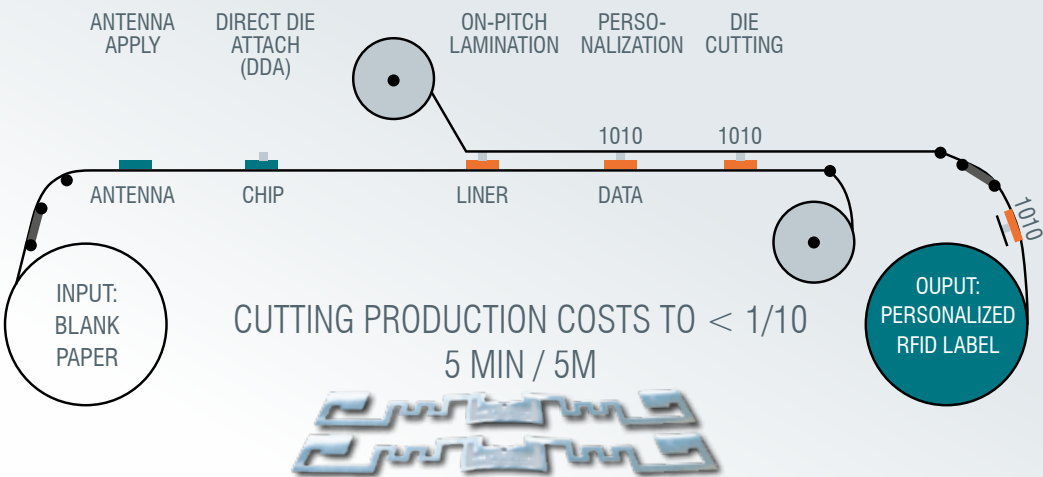 ANTENNA
APPLY
DIRECT DIE
ATTACH
(DDA)
ON-PITCH
LAMINATION
PERSO-
NALIZATION
DIE
CUTTING
1010
1010
ANTENNA
CHIP
LINER
DATA
1010
INPUT:
BLANK
PAPER
CUTTING PRODUCTION COSTS TO < 1/10
5 MIN / 5M
OUPUT:
PERSONALIZED
RFID LABEL